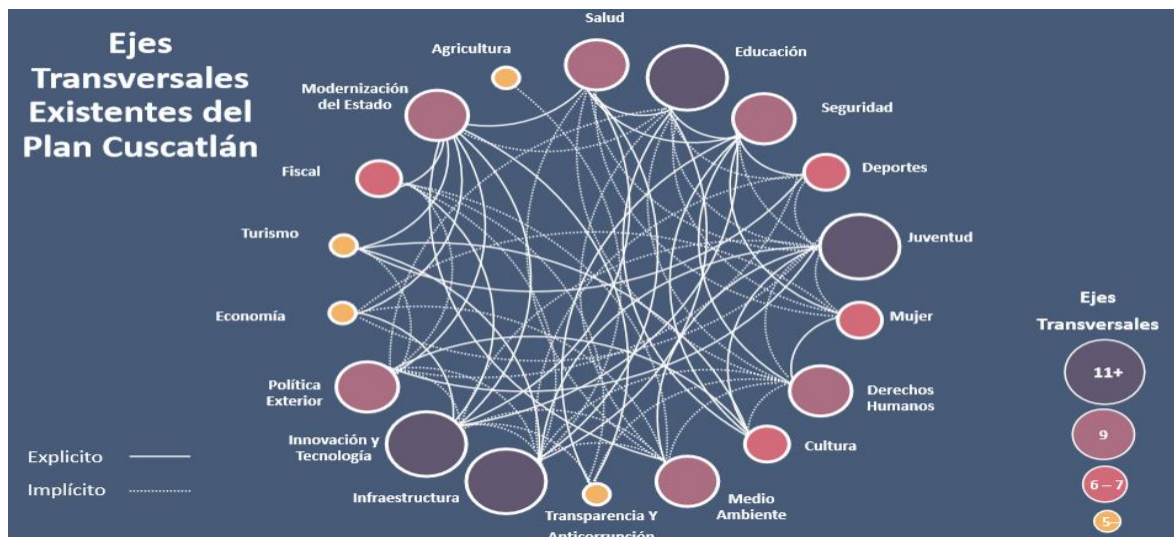 Ejes
Transversales
Existentes del
Plan Cuscatlán
Salud
Agricultura
Educación
Modernización
del Estado
Seguridad
Fiscal
Deportes
Turismo
Juventud
Economía
Mujer
Política
Exterior
Derechos
Humanos
Innovación y
Tecnología
Cultura
Infraestructura
Transparencia Y
Anticorrupción
Medio
Ambiente
Explicito
Implícito
Ejes
Transversales
11+
9
6 – 7
5–